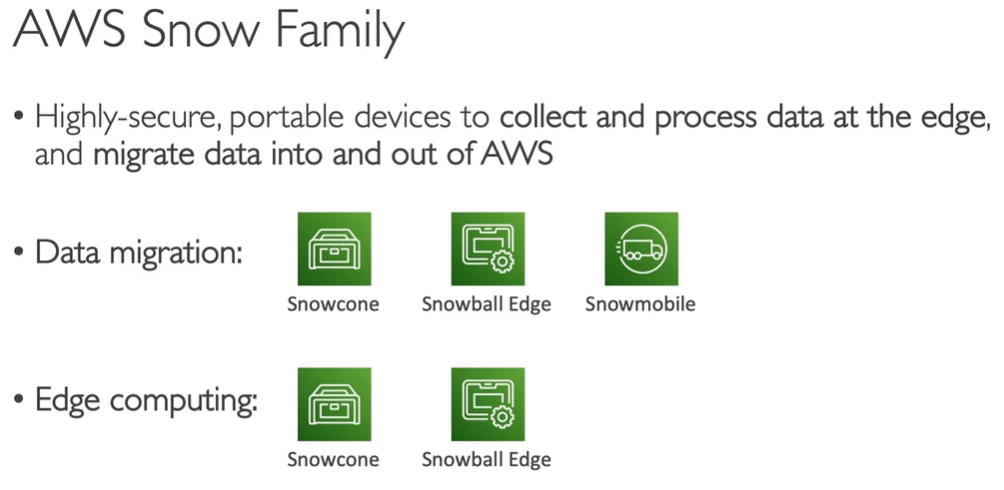 AWS Snow Family
• Highly-secure, portable devices to collect and process data at the edge,
and migrate data into and out of AWS
• Data migration:
Snowcone Snowball Edge Snowmobile
• Edge computing:
Snowcone Snowball Edge